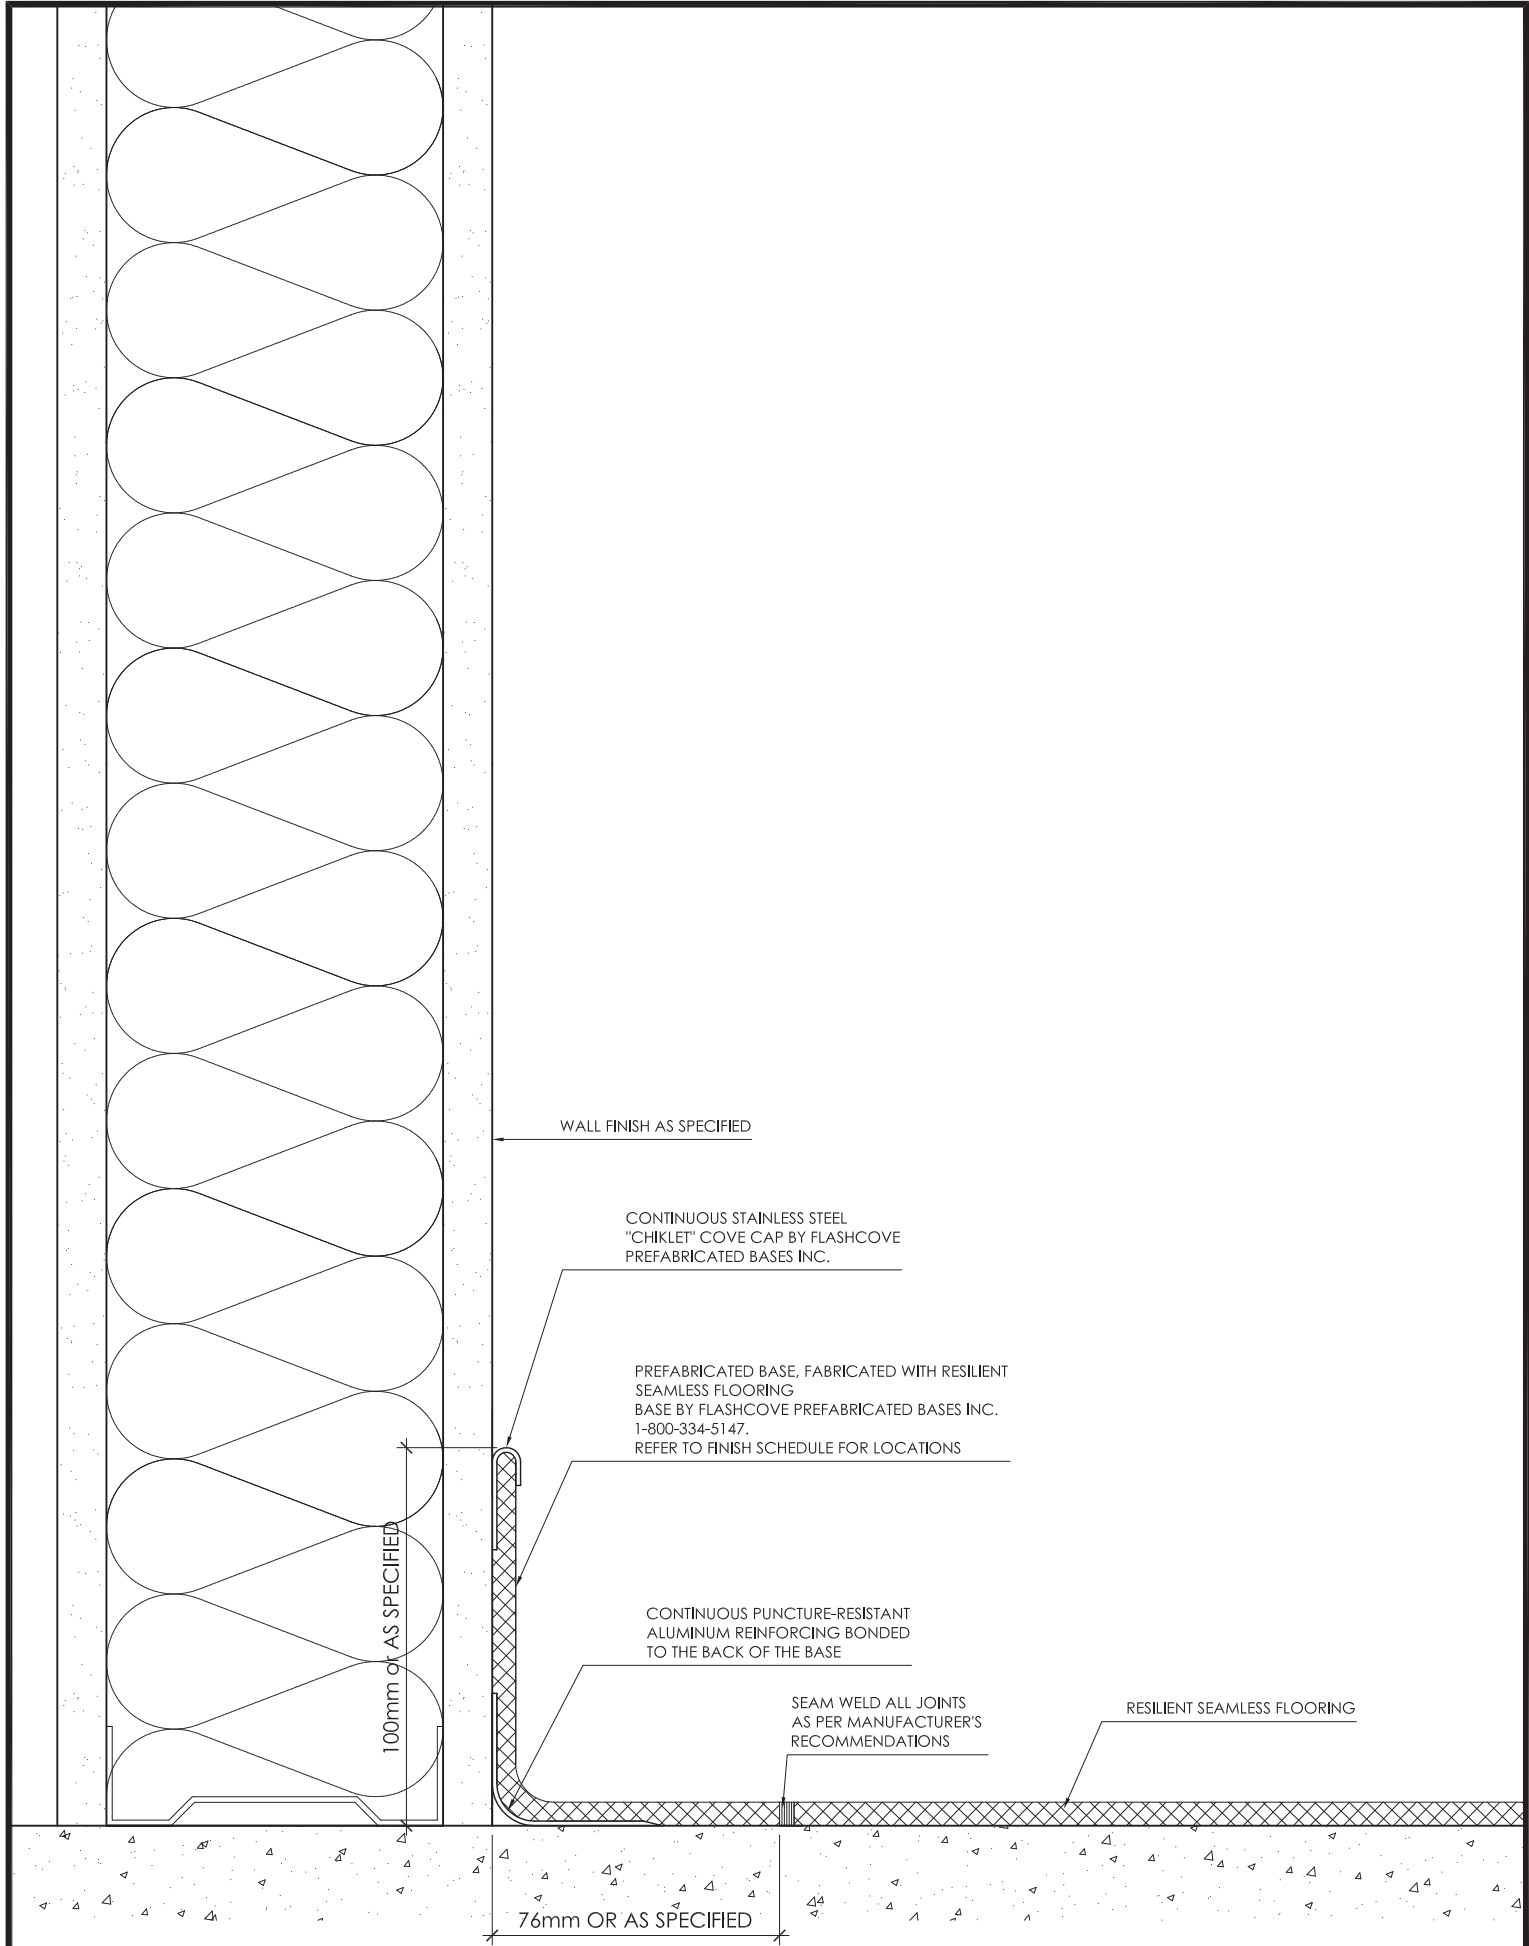 WALL FINISH AS SPECIFIED
CONTINUOUS STAINLESS STEEL
"CHIKLET" COVE CAP BY FLASHCOVE
PREFABRICATED BASES INC.
PREFABRICATED BASE, FABRICATED WITH RESILIENT
SEAMLESS FLOORING
BASE BY FLASHCOVE PREFABRICATED BASES INC.
1-800-334-5147.
REFER TO FINISH SCHEDULE FOR LOCATIONS
100mm or AS SPECIFIED
CONTINUOUS PUNCTURE-RESISTANT
ALUMINUM REINFORCING BONDED
TO THE BACK OF THE BASE
SEAM WELD ALL JOINTS
AS PER MANUFACTURER'S
RECOMMENDATIONS
RESILIENT SEAMLESS FLOORING
76mm OR AS SPECIFIED